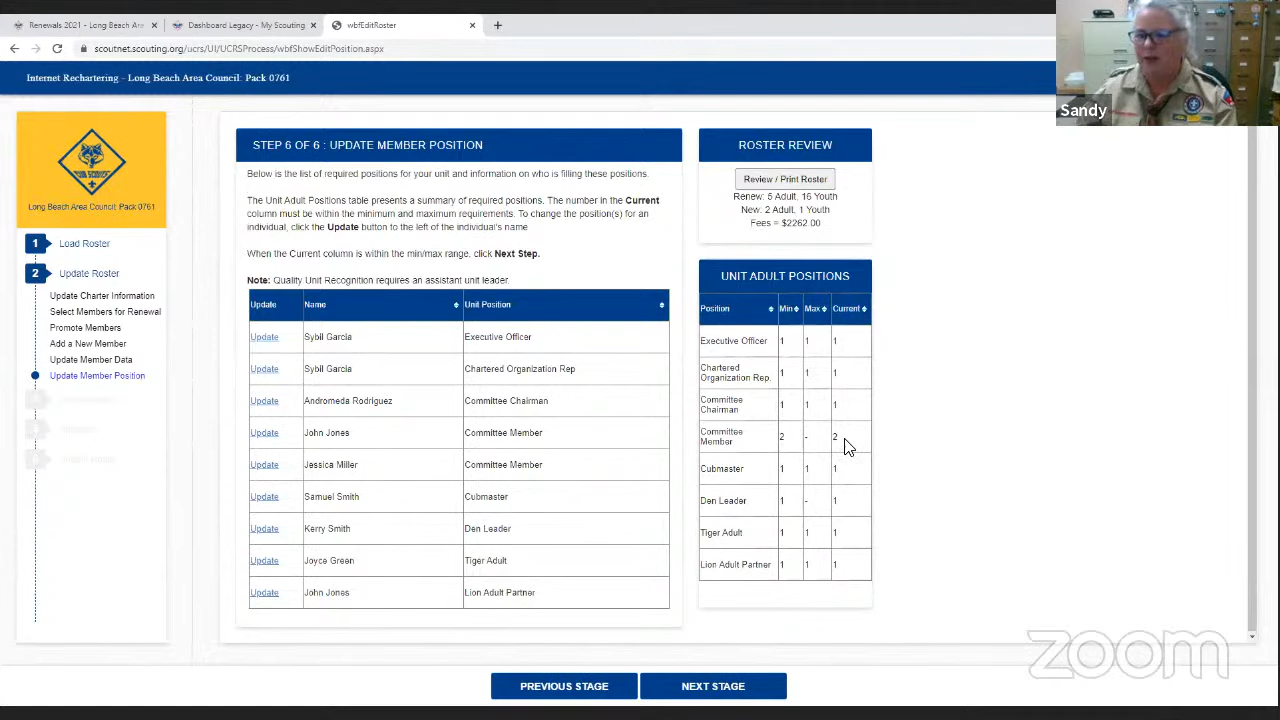 Renewals 2021 - Long Beach Are
Dashboard Legacy - My Scouting
wbfEditRoster
scoutnet.scouting.org/ucrs/UI/UCRSProcess/wbfShowEditPosition.aspx
Internet Rechartering - Long Beach Area Council: Pack 0761
Sandy
Long Beach Area Council: Pack 0761
1 Load Roster
2 Update Roster
Update Charter Information
Select Members for Renewal
Promote Members
Add a New Member
Update Member Data
Update Member Position
STEP 6 OF 6 : UPDATE MEMBER POSITION
Below is the list of required positions for your unit and information on who is filling these positions.
The Unit Adult Positions table presents a summary of required positions. The number in the Current
column must be within the minimum and maximum requirements. To change the position(s) for an
individual, click the Update button to the left of the individual's name
When the Current column is within the min/max range, click Next Step.
Note: Quality Unit Recognition requires an assistant unit leader.
Update Name Unit Position
Update Sybil Garcia Executive Officer
Update Sybil Garcia Chartered Organization Rep
Update Andromeda Rodriguez Committee Chairman
Update John Jones Committee Member
Update Jessica Miller Committee Member
Update Samuel Smith Cubmaster
Update Kerry Smith Den Leader
Update Joyce Green Tiger Adult
Update John Jones Lion Adult Partner
ROSTER REVIEW
Review / Print Roster
Renew: 5 Adult, 16 Youth
New: 2 Adult, 1 Youth
Fees = $2262.00
UNIT ADULT POSITIONS
Position Min Max Current
Executive Officer 1 1 1
Chartered
Organization Rep. 1 1 1
Committee
Chairman 1 1 1
Committee
Member 2 - 2
Cubmaster 1 1 1
Den Leader 1 - 1
Tiger Adult 1 1 1
Lion Adult Partner 1 1 1
zoom
PREVIOUS STAGE
NEXT STAGE